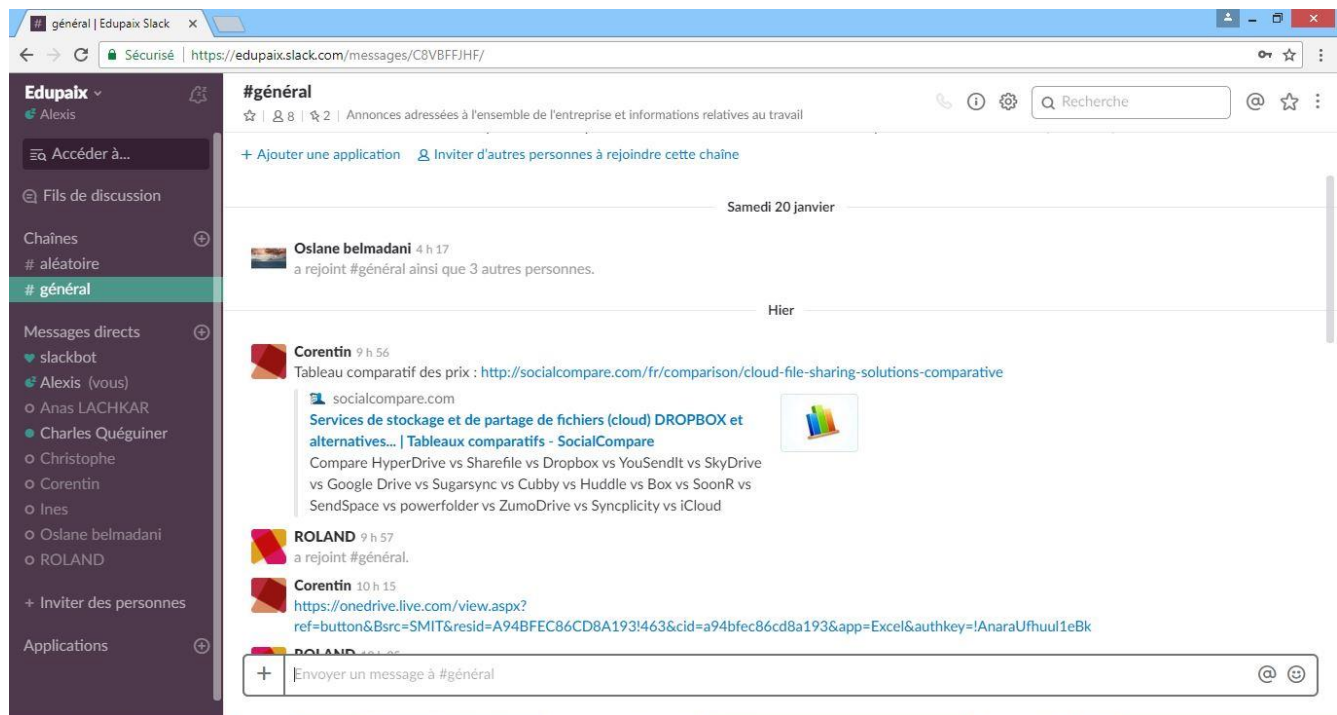 général | Edupaix Slack
Sécurisé | https://edupaix.slack.com/messages/C8VBFFJHF/
Edupaix
Alexis
Accéder à...
Fils de discussion
Chaînes
# aléatoire
# général
Messages directs
slackbot
Alexis (vous)
Anas LACHKAR
Charles Quéguiner
Christophe
Corentin
Ines
Oslane belmadani
ROLAND
+ Inviter des personnes
Applications
#général
8 | 2 | Annonces adressées à l'ensemble de l'entreprise et informations relatives au travail
Recherche
+ Ajouter une application Inviter d'autres personnes à rejoindre cette chaîne
Samedi 20 janvier
Oslane belmadani 4 h 17
a rejoint #général ainsi que 3 autres personnes.
Hier
Corentin 9 h 56
Tableau comparatif des prix : http://socialcompare.com/fr/comparison/cloud-file-sharing-solutions-comparative
socialcompare.com
Services de stockage et de partage de fichiers (cloud) DROPBOX et
alternatives... | Tableaux comparatifs - SocialCompare
Compare HyperDrive vs Sharefile vs Dropbox vs YouSendIt vs SkyDrive
vs Google Drive vs Sugarsync vs Cubby vs Huddle vs Box vs SoonR vs
SendSpace vs powerfolder vs ZumoDrive vs Syncplicity vs iCloud
ROLAND 9 h 57
a rejoint #général.
Corentin 10 h 15
https://onedrive.live.com/view.aspx?
ref=button&Bsrc=SMIT&resid=A94BFEC86CD8A193!463&cid=a94bfec86cd8a193&app=Excel&authkey=!AnaraUfhuul1eBk
ROLAND
Envoyer un message à #général